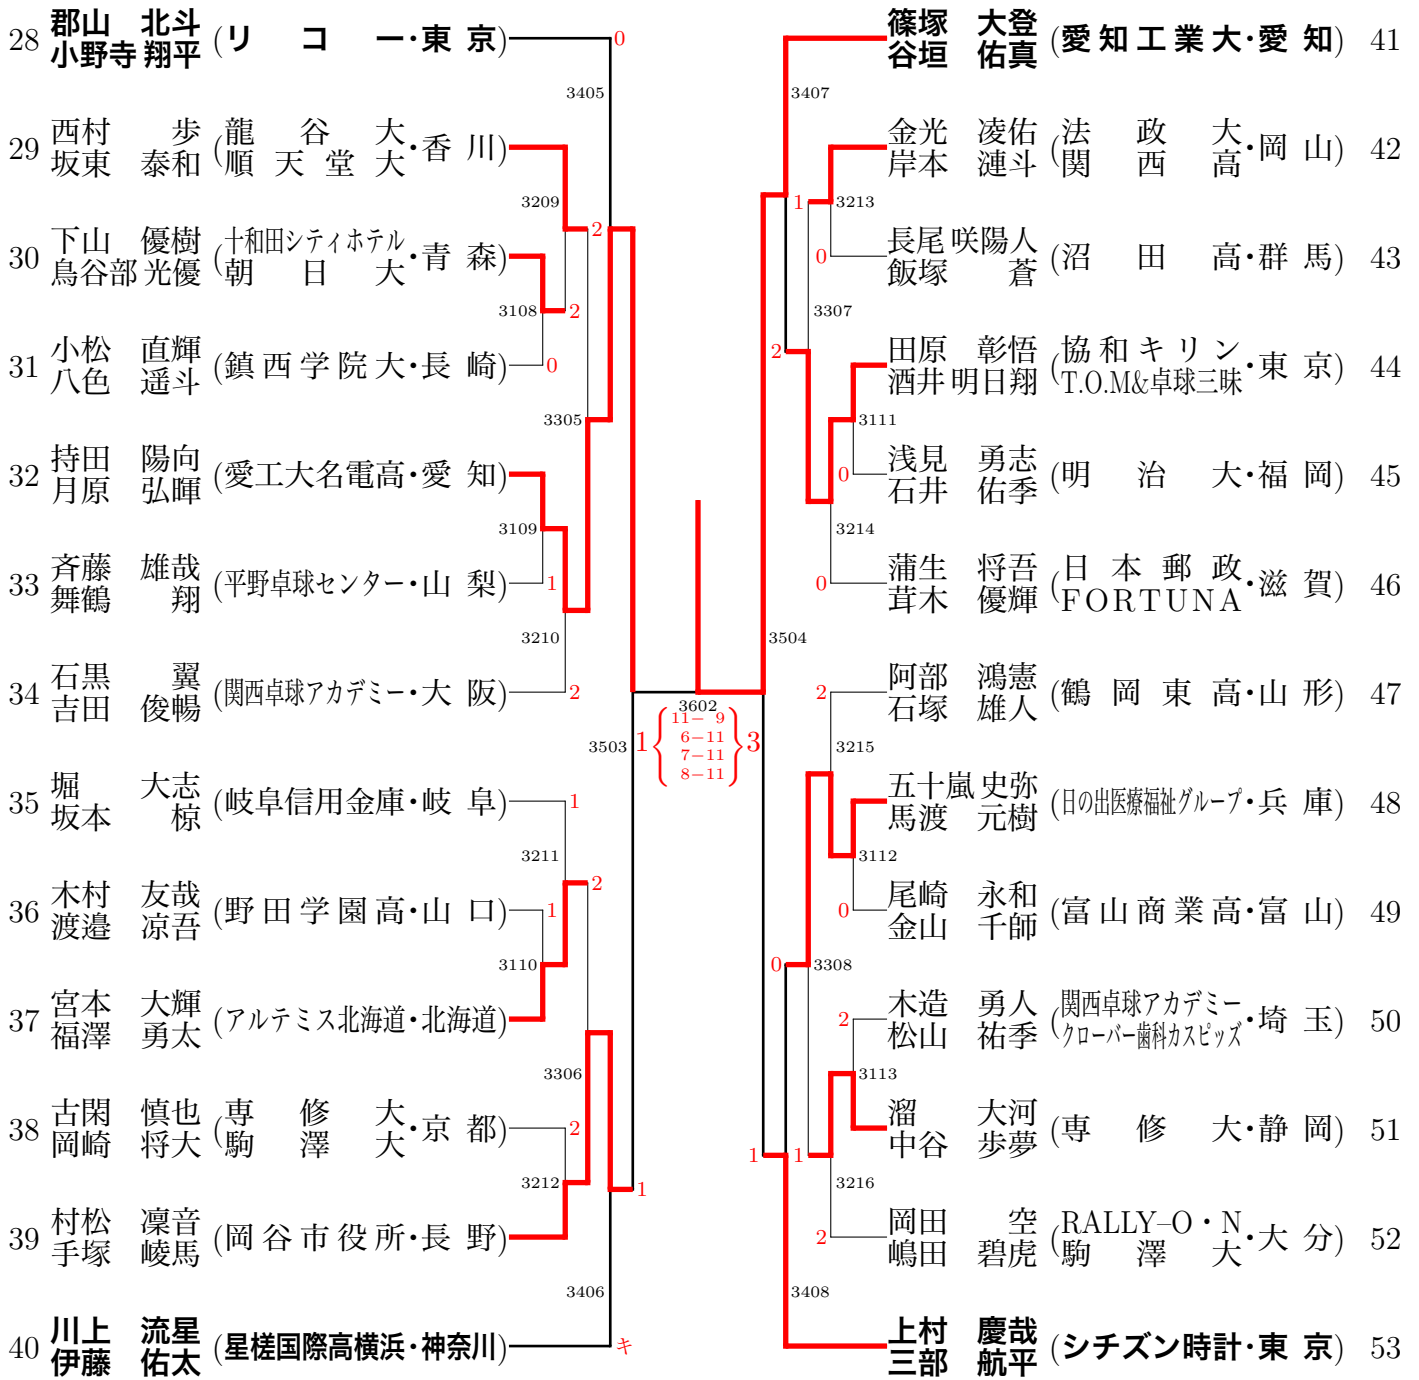 28 郡山 北斗 小野寺 翔平 (リコー・東京)
29 西村 歩 坂東 泰和 (龍谷大 順天堂大・香川)
30 下山 優樹 鳥谷部 光優 (十和田シティホテル 朝日大・青森)
31 小松 直輝 八色 遥斗 (鎮西学院大・長崎)
32 持田 陽向 月原 弘暉 (愛工大名電高・愛知)
33 斉藤 雄哉 舞鶴 翔 (平野卓球センター・山梨)
34 石黒 翼 吉田 俊暢 (関西卓球アカデミー・大阪)
35 堀 大志 坂本 椋 (岐阜信用金庫・岐阜)
36 木村 友哉 渡邉 凉吾 (野田学園高・山口)
37 宮本 大輝 福澤 勇太 (アルテミス北海道・北海道)
38 古閑 慎也 岡崎 将大 (専修大 駒澤大・京都)
39 村松 凜音 手塚 崚馬 (岡谷市役所・長野)
40 川上 流星 伊藤 佑太 (星槎国際高横浜・神奈川)
0
3405
3209
2
3108
2
0
3305
3109
1
3210
2
3503
1
3211
2
1
3110
3306
2
3212
1
3406
キ
3602
1
11− 9
6−11
7−11
8−11
3
3407
1
3213
0
3307
2
3111
0
3214
0
3504
2
3215
3112
0
0
3308
2
3113
1
1
3216
2
3408
篠塚 大登 谷垣 佑真 (愛知工業大・愛知) 41
金光 凌佑 岸本 漣斗 (法政大 関西高・岡山) 42
長尾 咲陽人 飯塚 蒼 (沼田高・群馬) 43
田原 彰悟 酒井 明日翔 (協和キリン T.O.M&卓球三昧・東京) 44
浅見 勇志 石井 佑季 (明治大・福岡) 45
蒲生 将吾 茸木 優輝 (日本郵政 FORTUNA・滋賀) 46
阿部 鴻憲 石塚 雄人 (鶴岡東高・山形) 47
五十嵐 史弥 馬渡 元樹 (日の出医療福祉グループ・兵庫) 48
尾崎 永和 金山 千師 (富山商業高・富山) 49
木造 勇人 松山 祐季 (関西卓球アカデミー クローバー歯科カスピッズ・埼玉) 50
溜 大河 中谷 歩夢 (専修大・静岡) 51
岡田 空 嶋田 碧虎 (RALLY–O・N 駒澤大・大分) 52
上村 慶哉 三部 航平 (シチズン時計・東京) 53